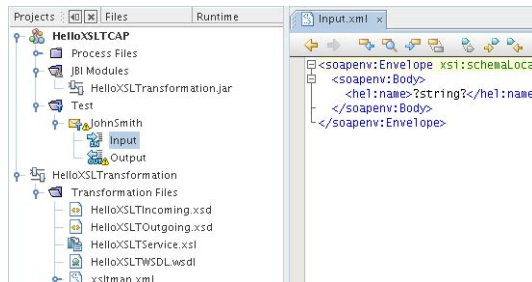 Projects
Files
Runtime
HelloXSLTCAP
Process Files
JBI Modules
HelloXSLTransformation.jar
Test
JohnSmith
Input
Output
HelloXSLTransformation
Transformation Files
HelloXSLTIncoming.xsd
HelloXSLTOutgoing.xsd
HelloXSLTService.xsl
HelloXSLTWSDL.wsdl
xsltmap.xml
Input.xml
<soapenv:Envelope xsi:schemaLoca
<soapenv:Body>
<hel:name>?string?</hel:name
</soapenv:Body>
</soapenv:Envelope>